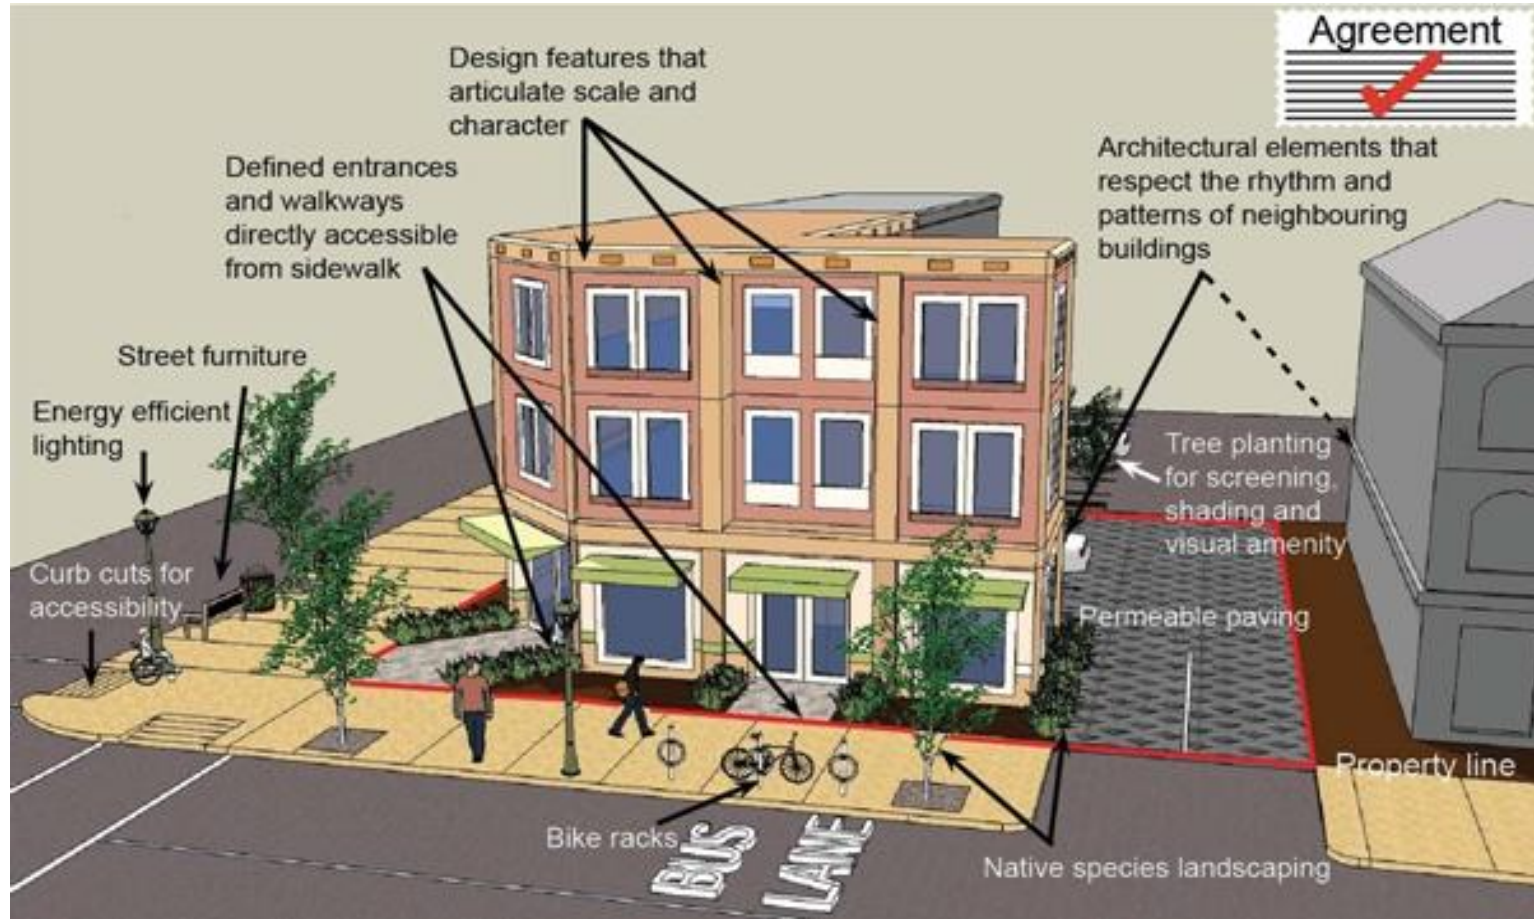 Agreement
Design features that
articulate scale and
character
Architectural elements that
respect the rhythm and
patterns of neighbouring
buildings
Defined entrances
and walkways
directly accessible
from sidewalk
Street furniture
Energy efficient
lighting
Tree planting
for screening,
shading and
visual amenity
Curb cuts for
accessibility
Permeable paving
Property line
Bike racks
BUS
LANE
Native species landscaping